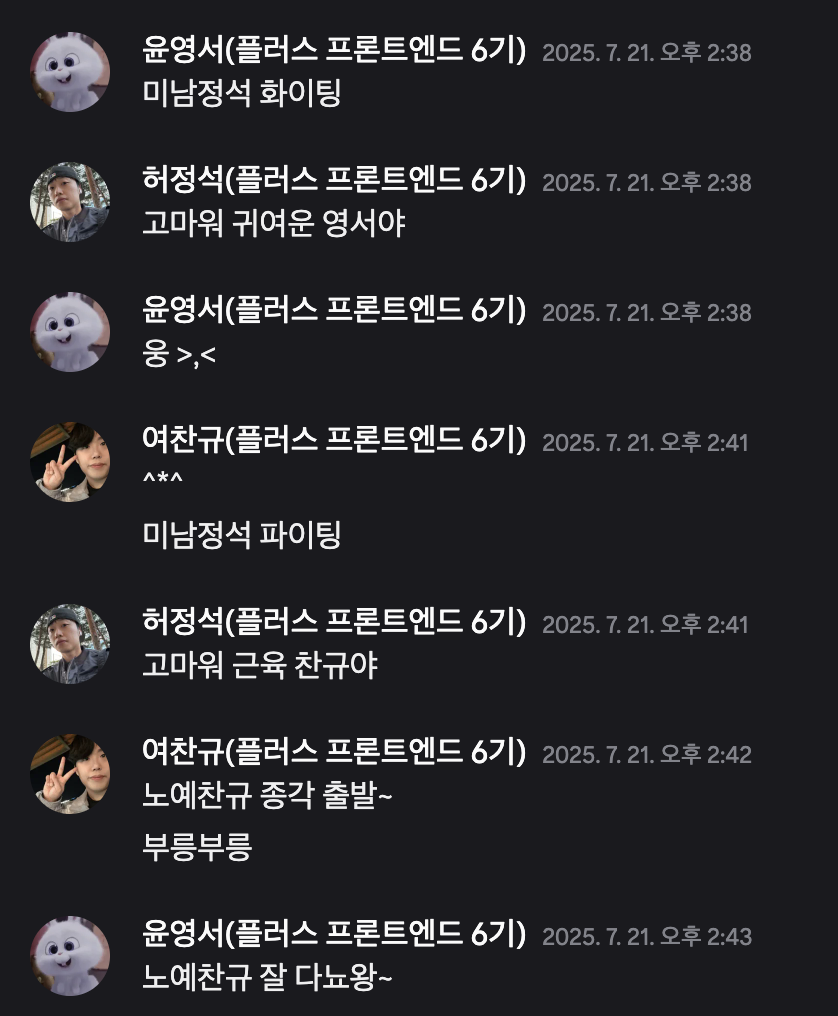 윤영서(플러스 프론트엔드 6기) 2025. 7. 21. 오후 2:38
미남정석 화이팅
허정석(플러스 프론트엔드 6기) 2025. 7. 21. 오후 2:38
고마워 귀여운 영서야
윤영서(플러스 프론트엔드 6기) 2025. 7. 21. 오후 2:38
웅 >,<
여찬규(플러스 프론트엔드 6기) 2025. 7. 21. 오후 2:41
^*^
미남정석 파이팅
허정석(플러스 프론트엔드 6기) 2025. 7. 21. 오후 2:41
고마워 근육 찬규야
여찬규(플러스 프론트엔드 6기) 2025. 7. 21. 오후 2:42
노예찬규 종각 출발~
부릉부릉
윤영서(플러스 프론트엔드 6기) 2025. 7. 21. 오후 2:43
노예찬규 잘 다뇨왕~